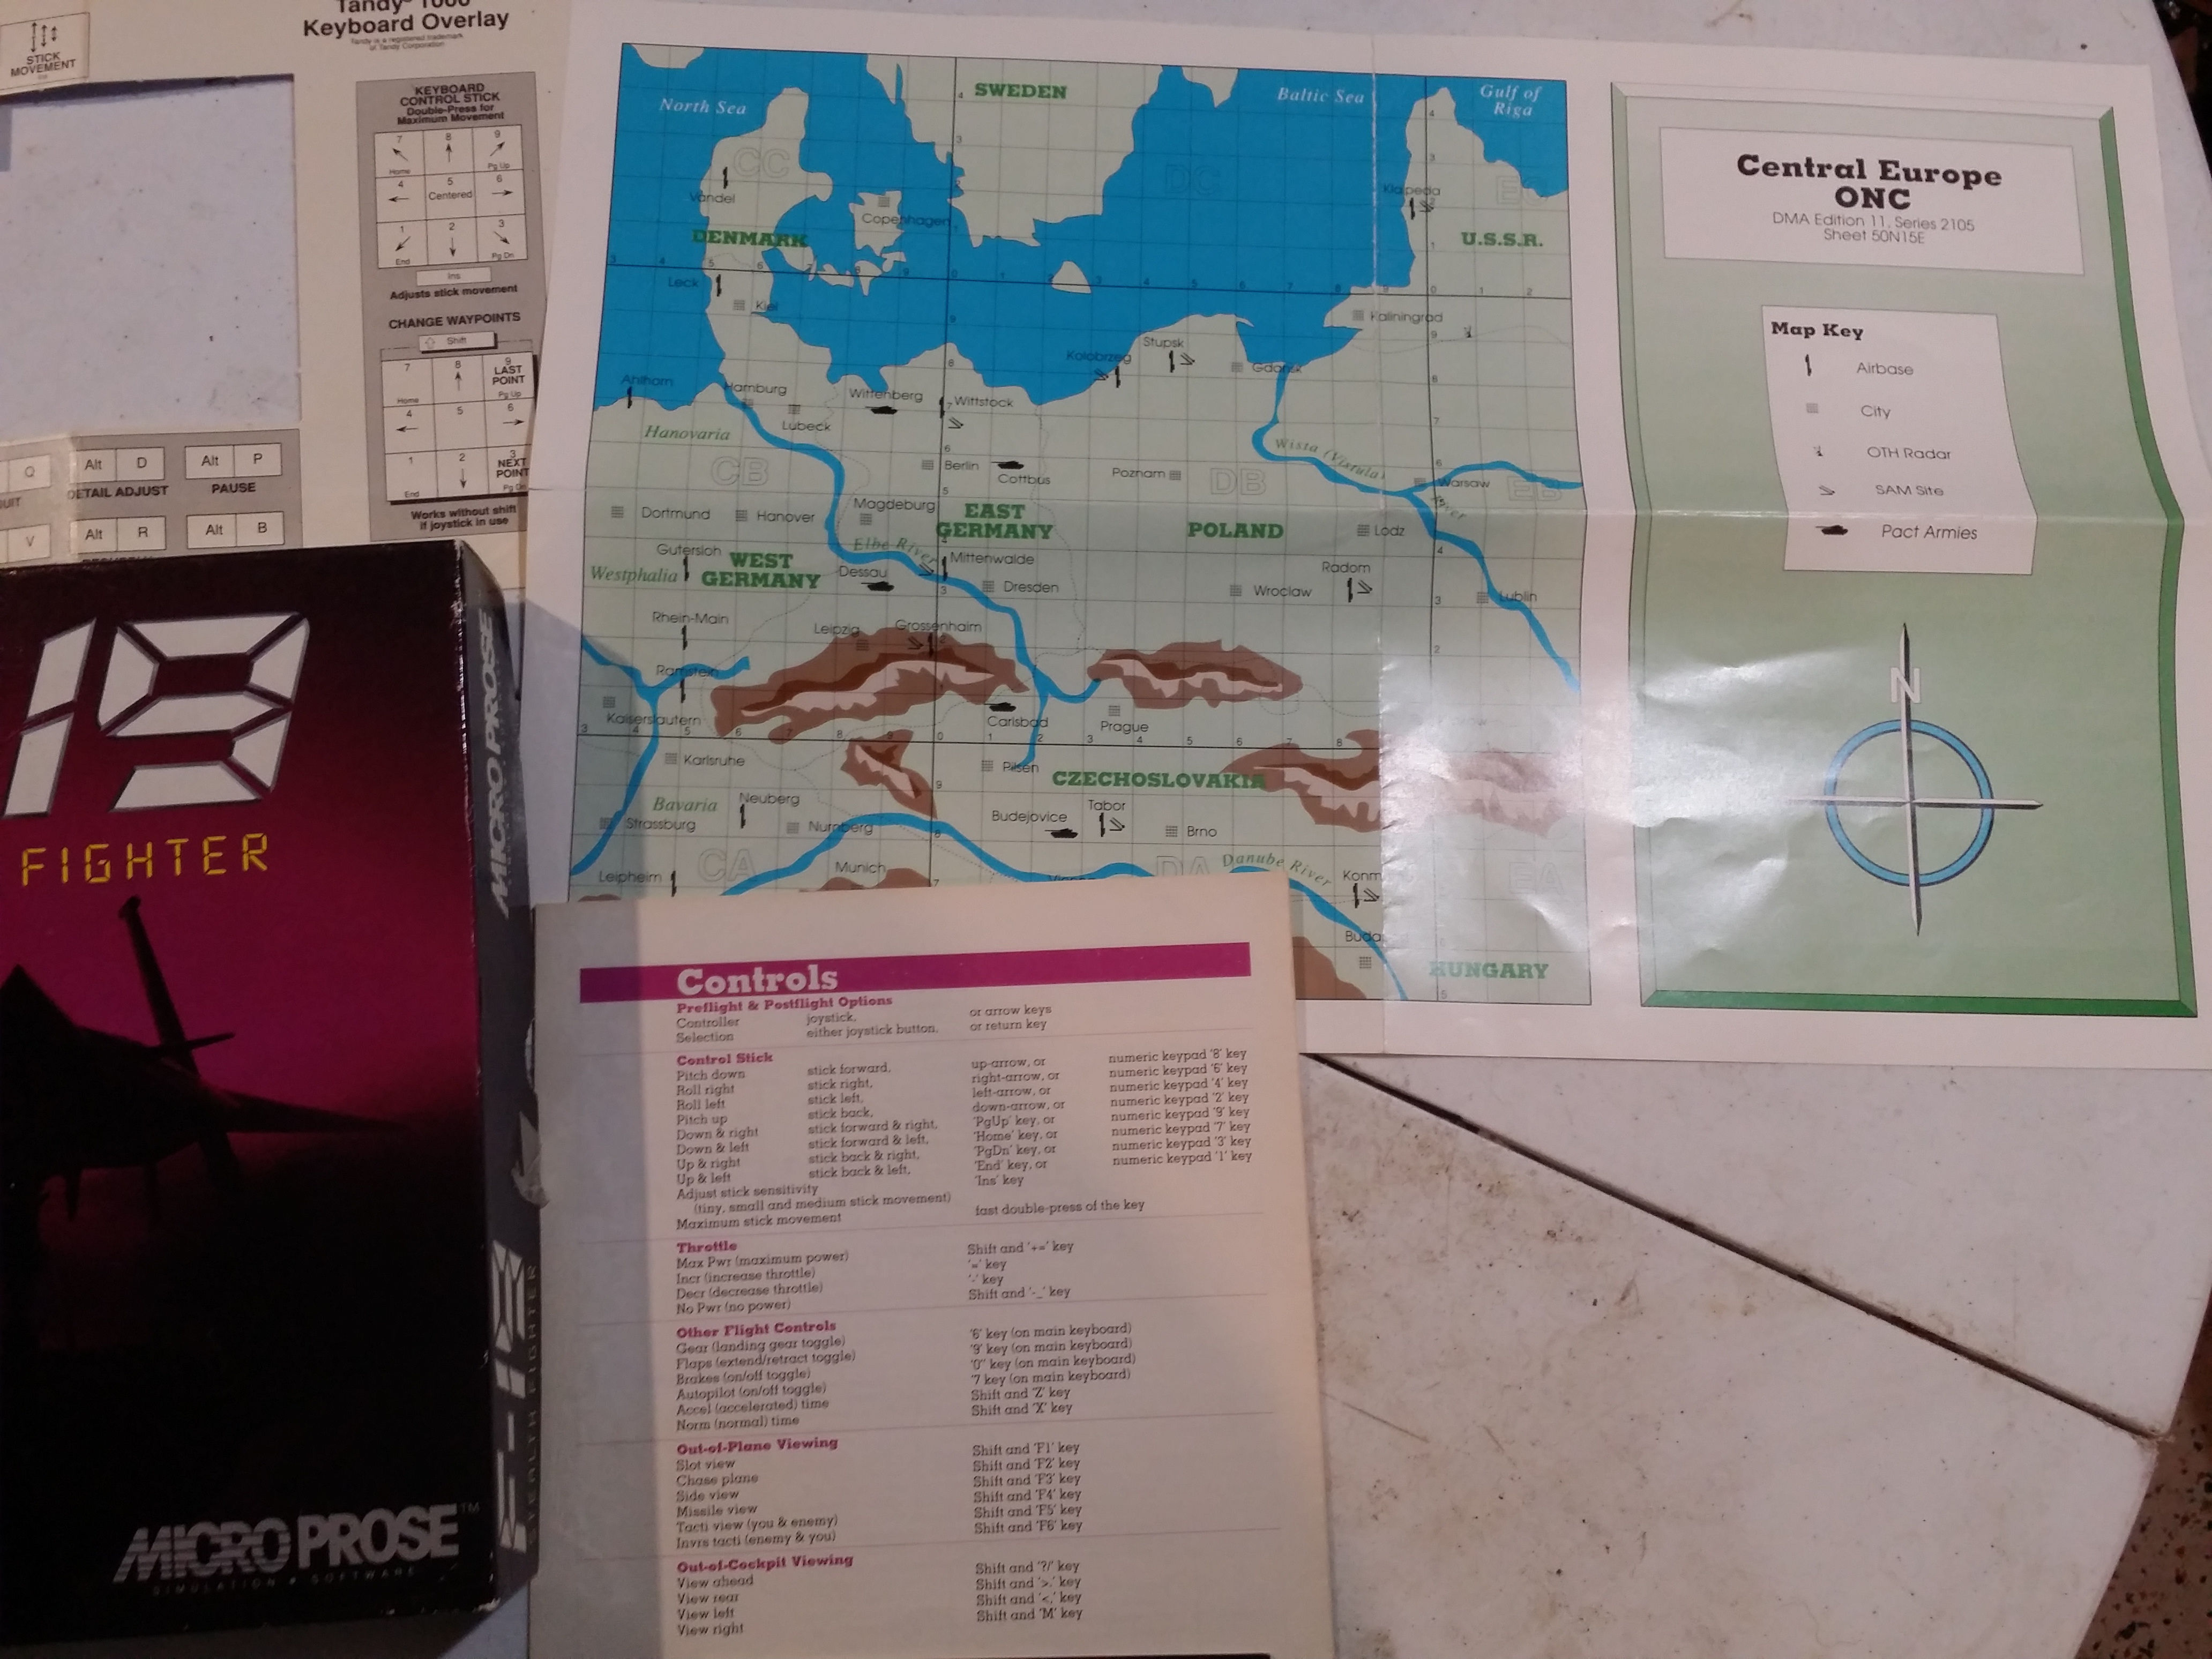 Tandy 1000
Keyboard Overlay
Tandy is a registered trademark
of Tandy Corporation
STICK
MOVEMENT
KEYBOARD
CONTROL STICK
Double-Press for
Maximum Movement
7 8 9
Home Pg Up
4 5 6
Centered
1 2 3
End Pg Dn
Ins
Adjusts stick movement
CHANGE WAYPOINTS
Shift
7 8 9
LAST
POINT
Home Pg Up
4 5 6
1 2 3
NEXT
POINT
End Pg Dn
Works without shift
if joystick in use
Q Alt D Alt P
DETAIL ADJUST PAUSE
V Alt R Alt B
19
FIGHTER
MICROPROSE™
SIMULATION • SOFTWARE
MICROPROSE
F-19
STEALTH FIGHTER
North Sea
SWEDEN
Baltic Sea
Gulf of
Riga
CC
DC
EC
Vandel
Copenhagen
Klaipeda
DENMARK
U.S.S.R.
Leck
Kiel
Kaliningrad
Stupsk
Kolobrzeg
Gdansk
Ahlhorn
Hamburg
Wittenberg
Wittstock
Lubeck
Hanovaria
Wista (Vistula) River
CB
Berlin
Cottbus
Poznam
DB
Warsaw
EB
Dortmund
Hanover
Magdeburg
EAST
GERMANY
POLAND
Lodz
Elbe River
Gutersloh
WEST
GERMANY
Mittenwalde
Westphalia
Dessau
Dresden
Wroclaw
Radom
Lublin
Rhein-Main
Leipzig
Grossenhaim
Ramstein
Kaiserslautern
Carlsbad
Prague
Karlsruhe
Pilsen
CZECHOSLOVAKIA
Bavaria
Neuberg
Tabor
Strassburg
Nurnberg
Budejovice
Brno
CA
DA
EA
Danube River
Leipheim
Munich
Konm
Buda
HUNGARY
Central Europe
ONC
DMA Edition 11, Series 2105
Sheet 50N15E
Map Key
Airbase
City
OTH Radar
SAM Site
Pact Armies
N
Controls
Preflight & Postflight Options
Controller joystick, or arrow keys
Selection either joystick button, or return key
Control Stick
Pitch down stick forward, up-arrow, or numeric keypad '8' key
Roll right stick right, right-arrow, or numeric keypad '6' key
Roll left stick left, left-arrow, or numeric keypad '4' key
Pitch up stick back, down-arrow, or numeric keypad '2' key
Down & right stick forward & right, 'PgUp' key, or numeric keypad '9' key
Down & left stick forward & left, 'Home' key, or numeric keypad '7' key
Up & right stick back & right, 'PgDn' key, or numeric keypad '3' key
Up & left stick back & left, 'End' key, or numeric keypad '1' key
Adjust stick sensitivity 'Ins' key
(tiny, small and medium stick movement)
Maximum stick movement fast double-press of the key
Throttle
Max Pwr (maximum power) Shift and '+=' key
Incr (increase throttle) '=' key
Decr (decrease throttle) '-' key
No Pwr (no power) Shift and '-_' key
Other Flight Controls
Gear (landing gear toggle) '6' key (on main keyboard)
Flaps (extend/retract toggle) '9' key (on main keyboard)
Brakes (on/off toggle) '0' key (on main keyboard)
Autopilot (on/off toggle) '7 key (on main keyboard)
Accel (accelerated) time Shift and 'Z' key
Norm (normal) time Shift and 'X' key
Out-of-Plane Viewing
Slot view Shift and 'F1' key
Chase plane Shift and 'F2' key
Side view Shift and 'F3' key
Missile view Shift and 'F4' key
Tacti view (you & enemy) Shift and 'F5' key
Invrs tacti (enemy & you) Shift and 'F6' key
Out-of-Cockpit Viewing
View ahead Shift and '?/' key
View rear Shift and '>.' key
View left Shift and '<,' key
View right Shift and 'M' key